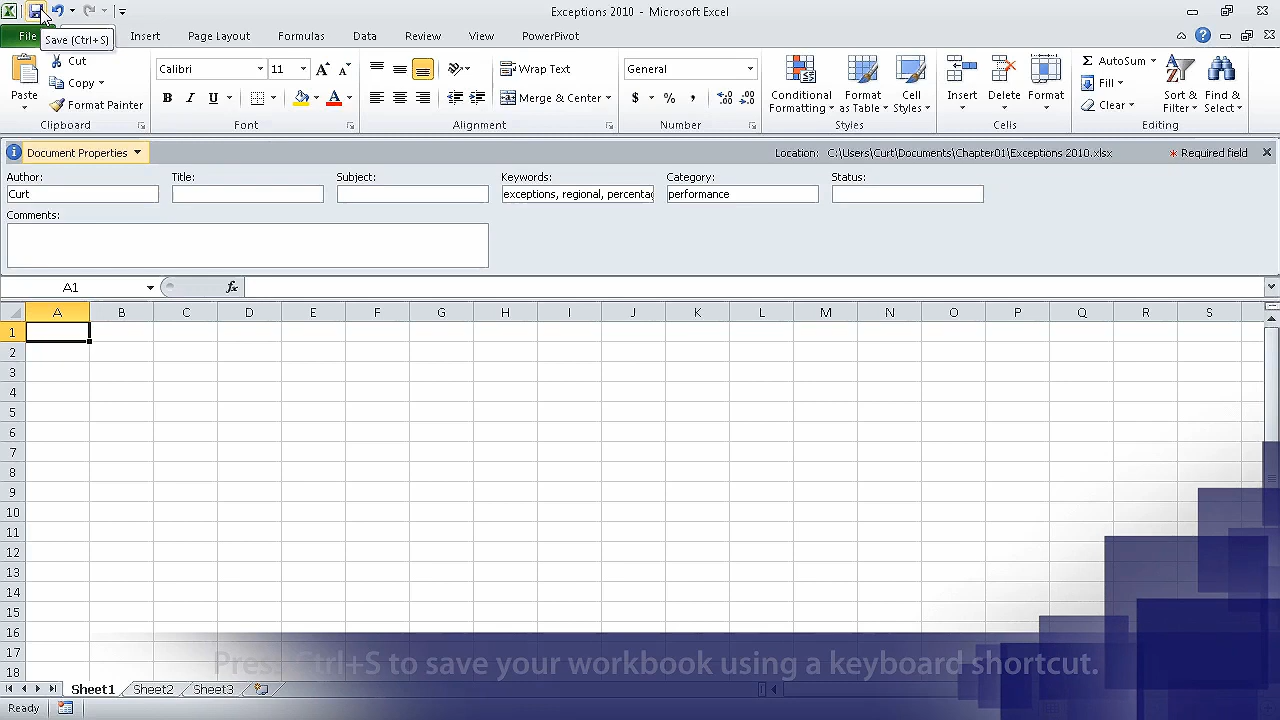 Exceptions 2010 - Microsoft Excel
File Insert Page Layout Formulas Data Review View PowerPivot
Save (Ctrl+S)
Paste Cut Copy Format Painter
Clipboard
Calibri 11
B I U A
Font
Wrap Text
Merge & Center
Alignment
General
$ % ,
Number
Conditional Formatting Format as Table Cell Styles
Styles
Insert Delete Format
Cells
Σ AutoSum Fill Clear Sort & Filter Find & Select
Editing
Document Properties Location: C:\Users\Curt\Documents\Chapter01\Exceptions 2010.xlsx * Required field
Author: Title: Subject: Keywords: Category: Status:
Curt exceptions, regional, percentag performance
Comments:
A1 fx
A B C D E F G H I J K L M N O P Q R S
1
2
3
4
5
6
7
8
9
10
11
12
13
14
15
16
17
18
Press Ctrl+S to save your workbook using a keyboard shortcut.
Sheet1 Sheet2 Sheet3
Ready